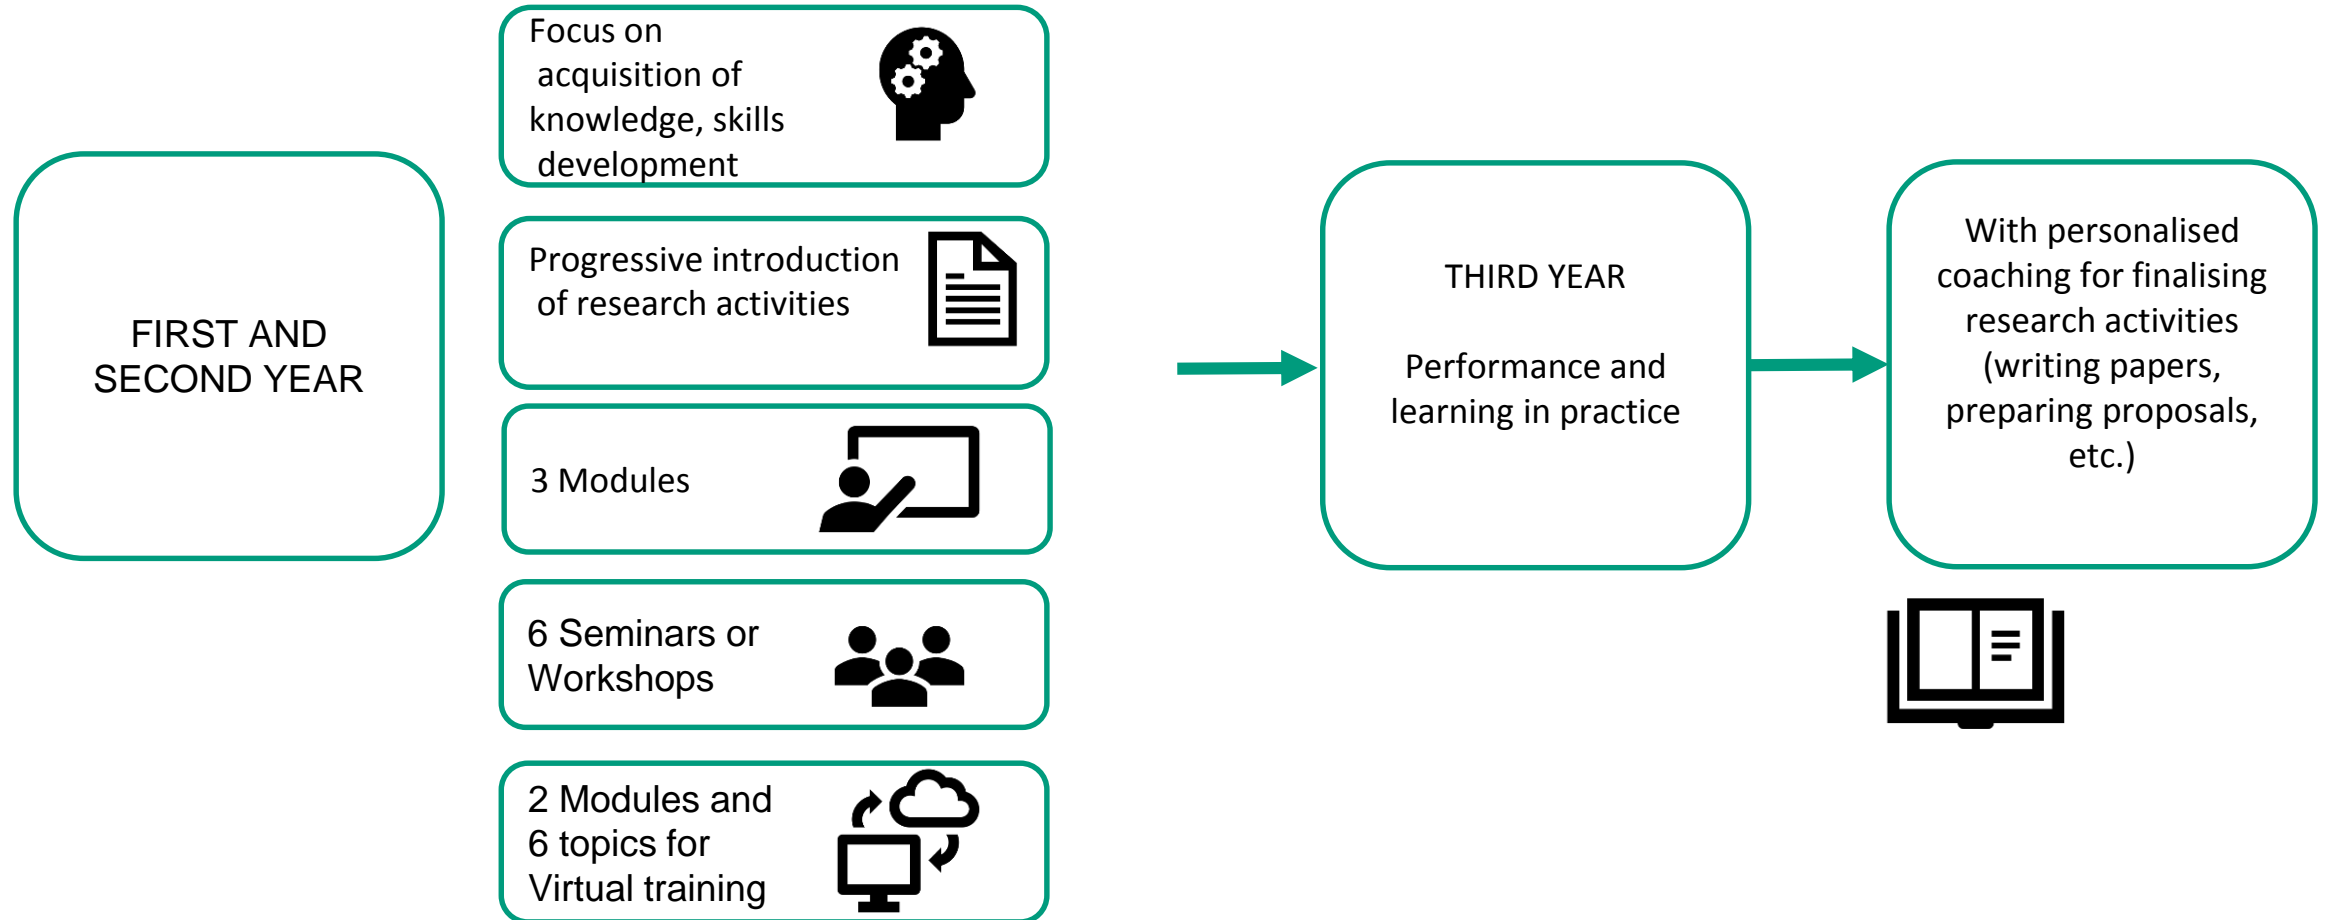 FIRST AND
SECOND YEAR
Focus on
acquisition of
knowledge, skills
development
Progressive introduction
of research activities
3 Modules
6 Seminars or
Workshops
2 Modules and
6 topics for
Virtual training
THIRD YEAR
Performance and
learning in practice
With personalised
coaching for finalising
research activities
(writing papers,
preparing proposals,
etc.)